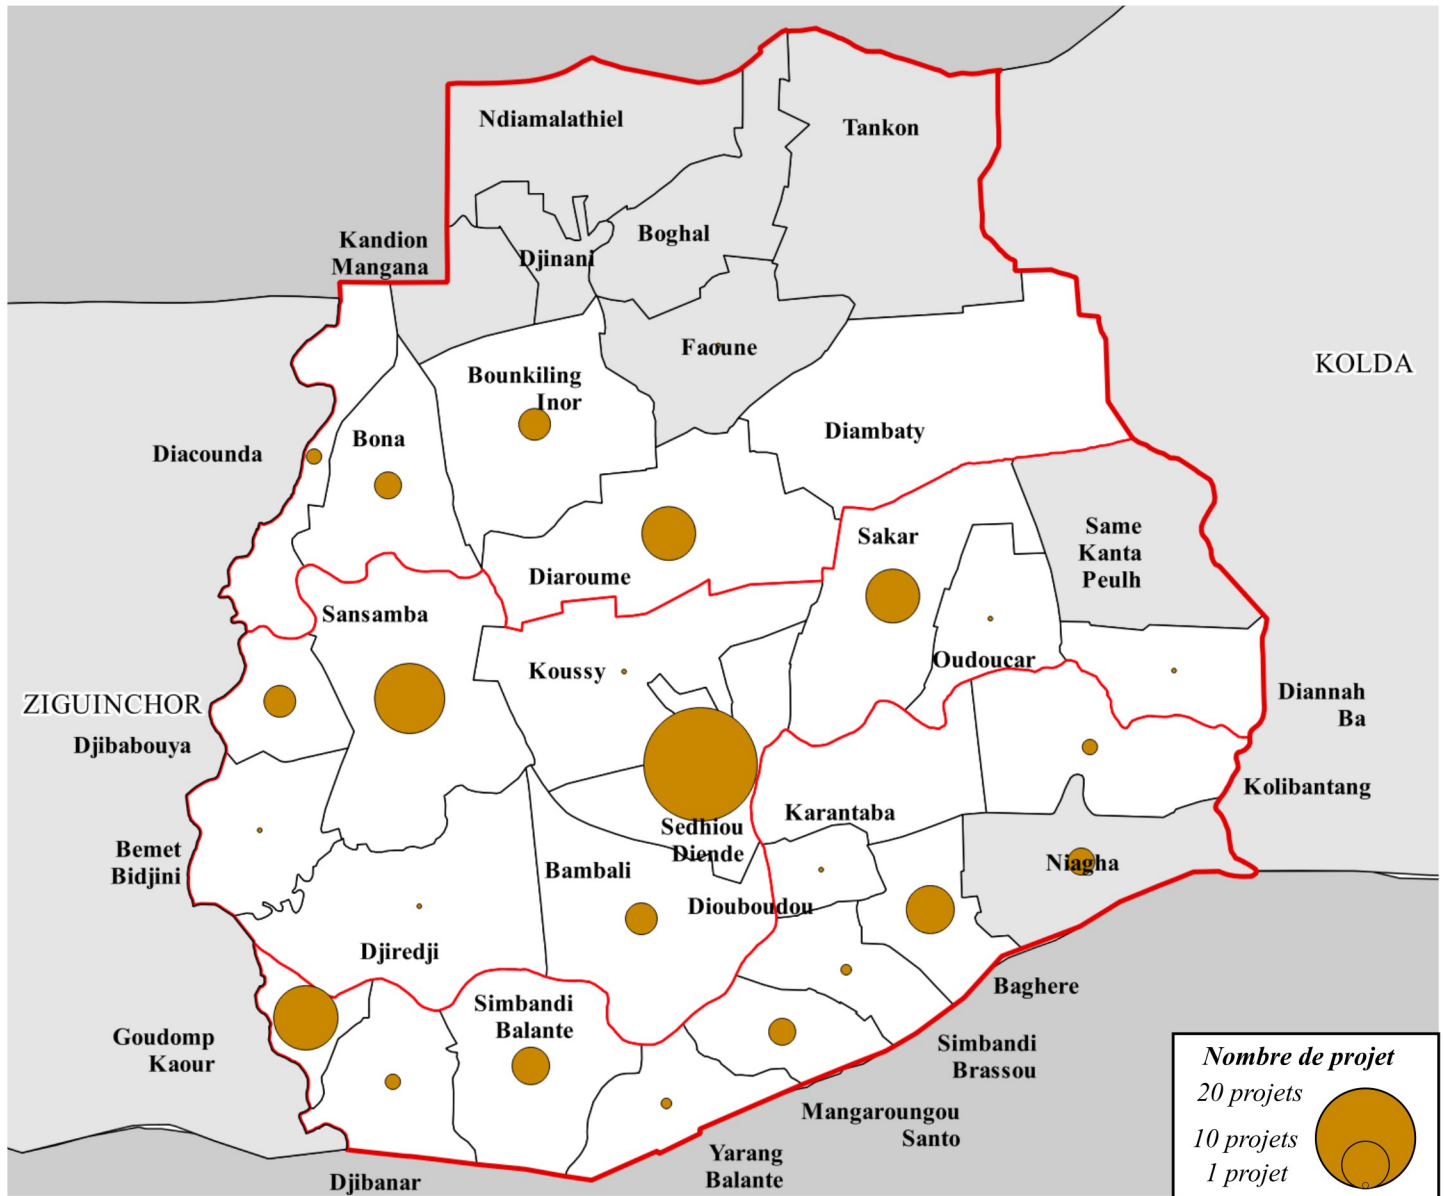 Ndiamalathiel
Tankon
Kandion
Mangana
Boghal
Djinani
Faoune
KOLDA
Bounkiling
Inor
Diacounda
Bona
Diambaty
Same
Kanta
Peulh
Sakar
Diaroume
Sansamba
Koussy
Oudoucar
ZIGUINCHOR
Djibabouya
Diannah
Ba
Kolibantang
Karantaba
Sedhiou
Diende
Bemet
Bidjini
Bambali
Niagha
Diouboudou
Djiredji
Baghere
Simbandi
Balante
Goudomp
Kaour
Simbandi
Brassou
Mangaroungou
Santo
Yarang
Balante
Djibanar
Nombre de projet
20 projets
10 projets
1 projet